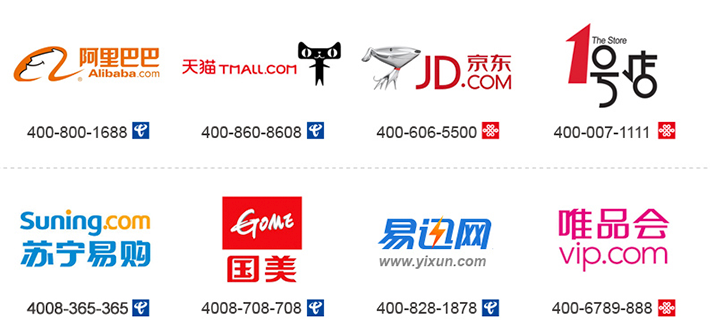 阿里巴巴
Alibaba.com
天猫 TMALL.COM
JD 京东
.COM
The Store
1号店
400-800-1688
400-860-8608
400-606-5500
400-007-1111
Suning.com
苏宁易购
GOME
国美
易迅网
www.yixun.com
唯品会
vip.com
4008-365-365
4008-708-708
400-828-1878
400-6789-888